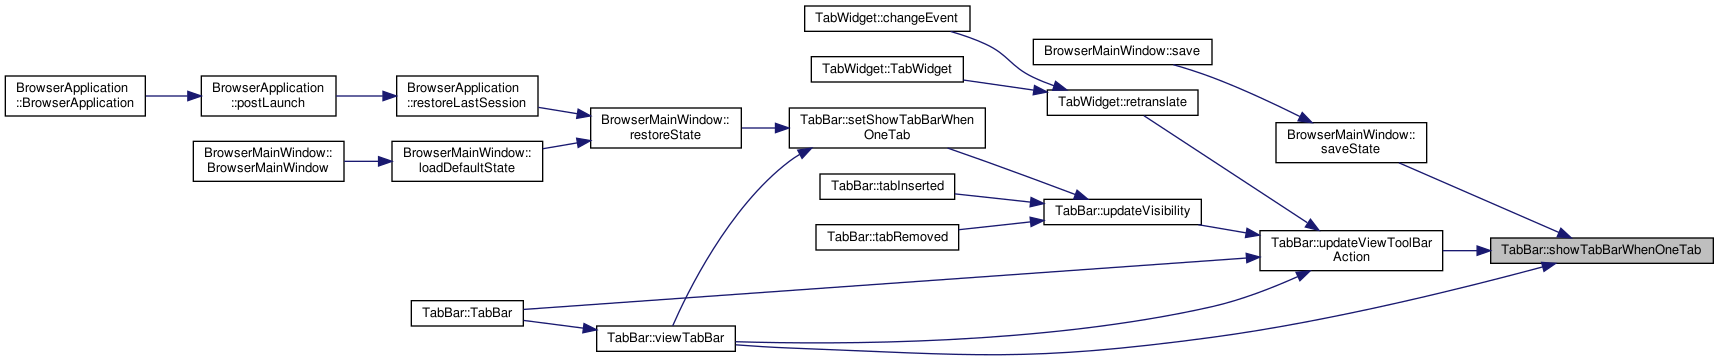 TabWidget::changeEvent
BrowserMainWindow::save
TabWidget::TabWidget
BrowserApplication
::BrowserApplication
BrowserApplication
::postLaunch
BrowserApplication
::restoreLastSession
TabWidget::retranslate
BrowserMainWindow::
restoreState
TabBar::setShowTabBarWhen
OneTab
BrowserMainWindow::
saveState
BrowserMainWindow::
BrowserMainWindow
BrowserMainWindow::
loadDefaultState
TabBar::tabInserted
TabBar::updateVisibility
TabBar::tabRemoved
TabBar::updateViewToolBar
Action
TabBar::showTabBarWhenOneTab
TabBar::TabBar
TabBar::viewTabBar